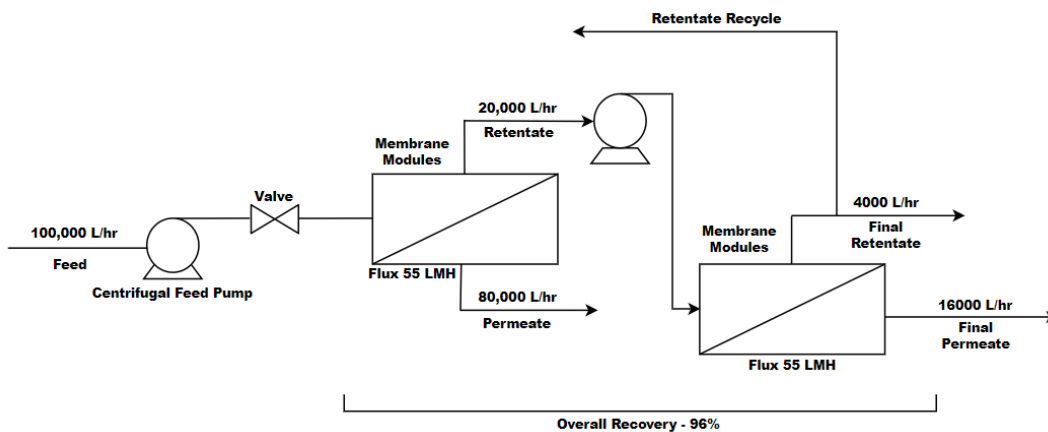 Retentate Recycle
20,000 L/hr
Retentate
Membrane
Modules
Valve
100,000 L/hr
Feed
Centrifugal Feed Pump
Flux 55 LMH
80,000 L/hr
Permeate
Membrane
Modules
4000 L/hr
Final
Retentate
16000 L/hr
Final
Permeate
Flux 55 LMH
Overall Recovery - 96%